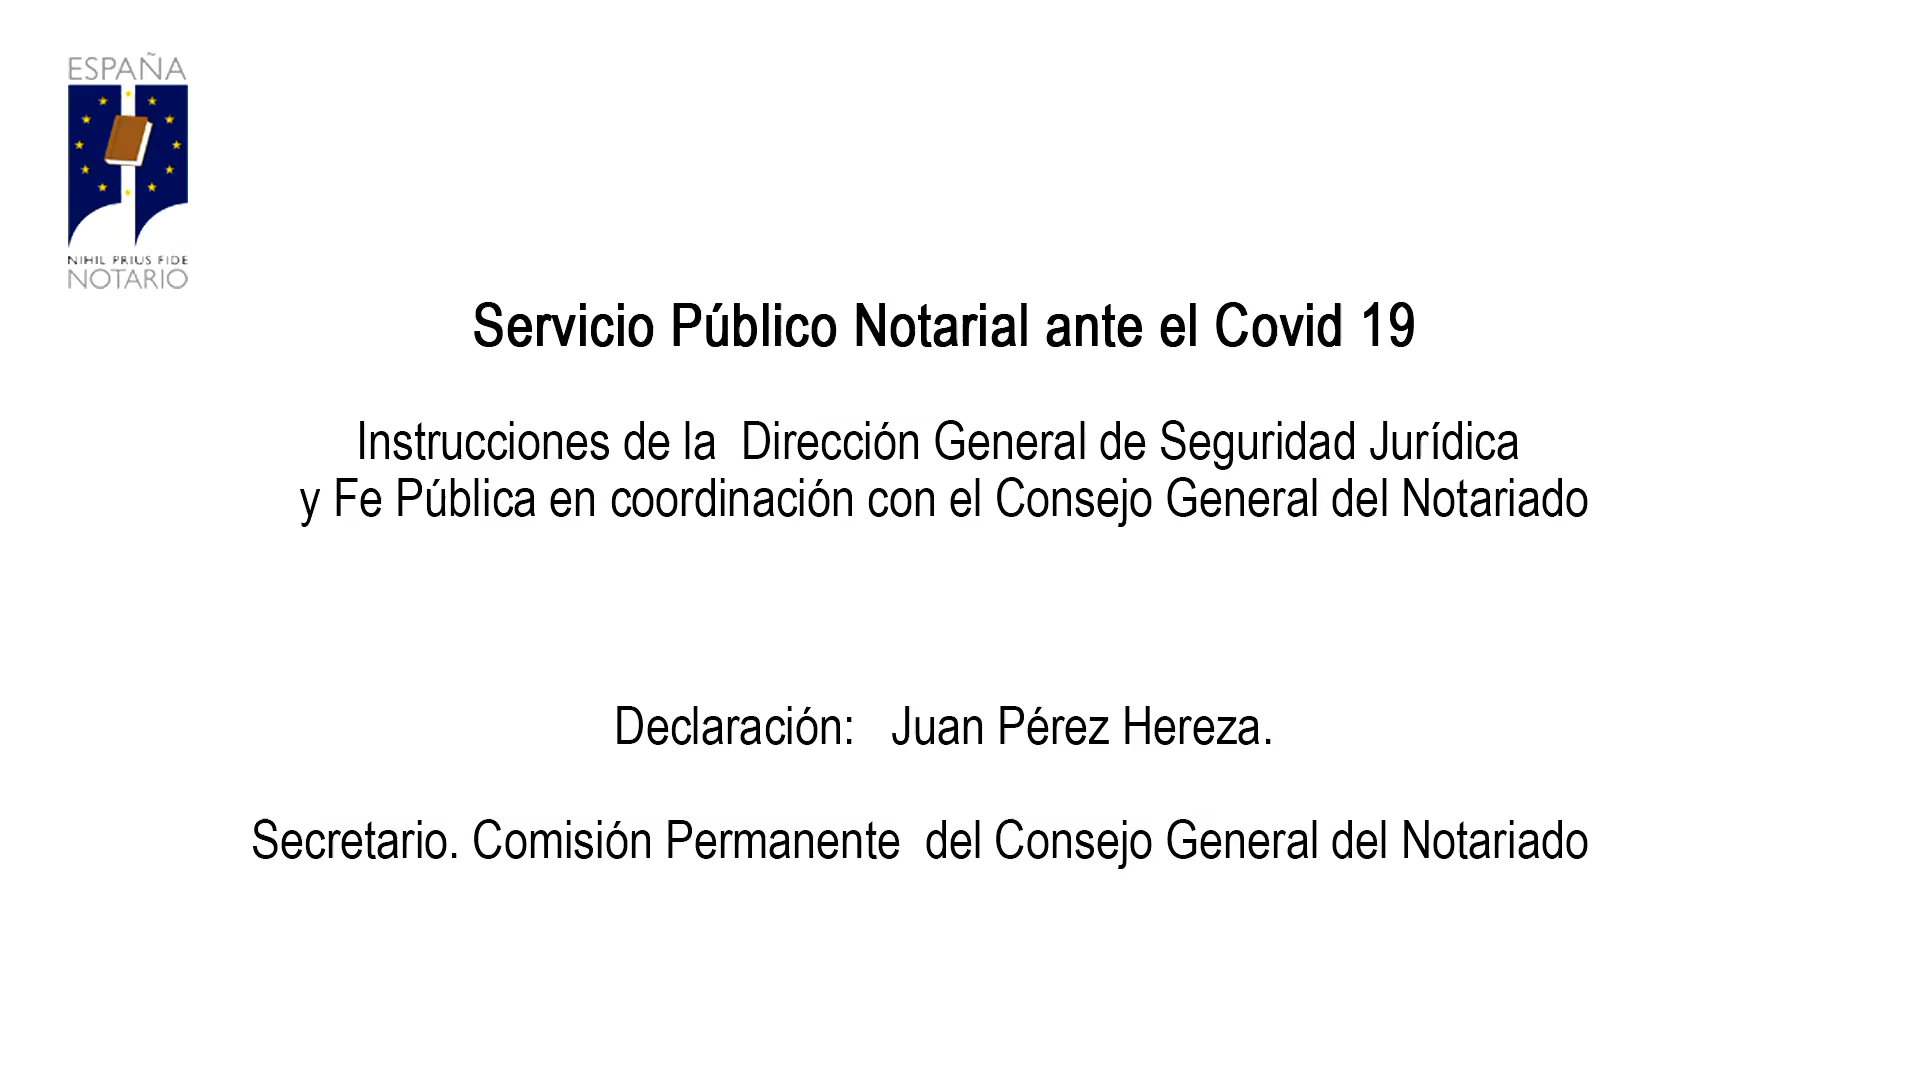 ESPAÑA
NIHIL PRIUS FIDE
NOTARIO
Servicio Público Notarial ante el Covid 19
Instrucciones de la  Dirección General de Seguridad Jurídica
y Fe Pública en coordinación con el Consejo General del Notariado
Declaración:   Juan Pérez Hereza.
Secretario. Comisión Permanente  del Consejo General del Notariado